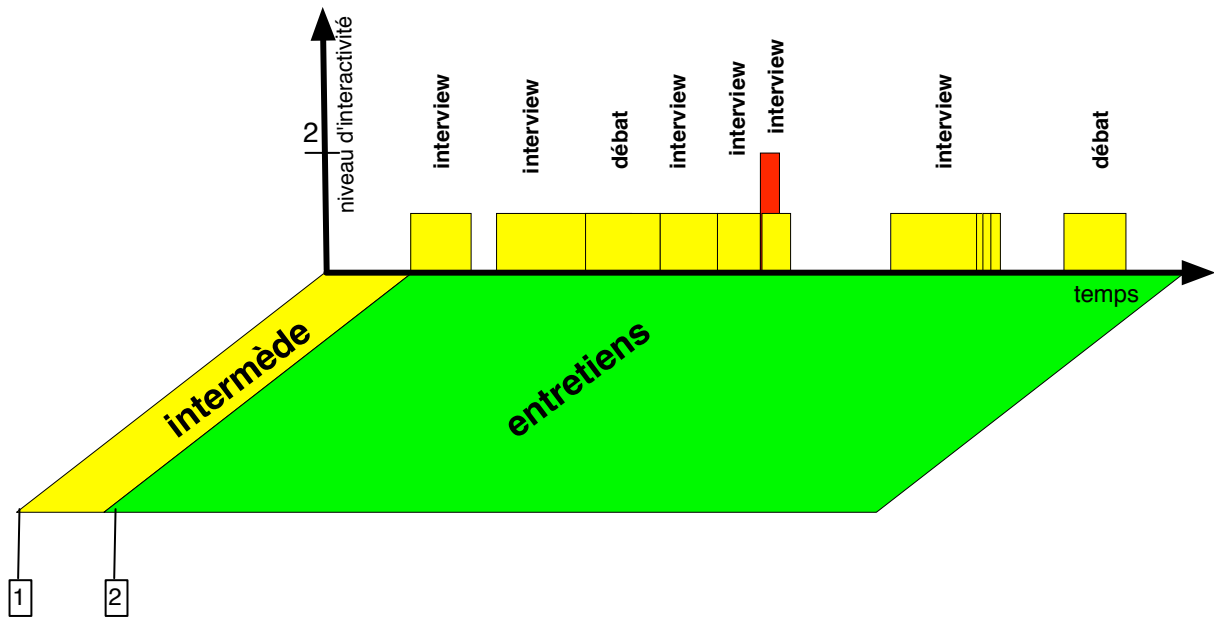 niveau d'interactivité
2
interview
interview
débat
interview
interview
interview
interview
débat
temps
intermède
entretiens
1
2